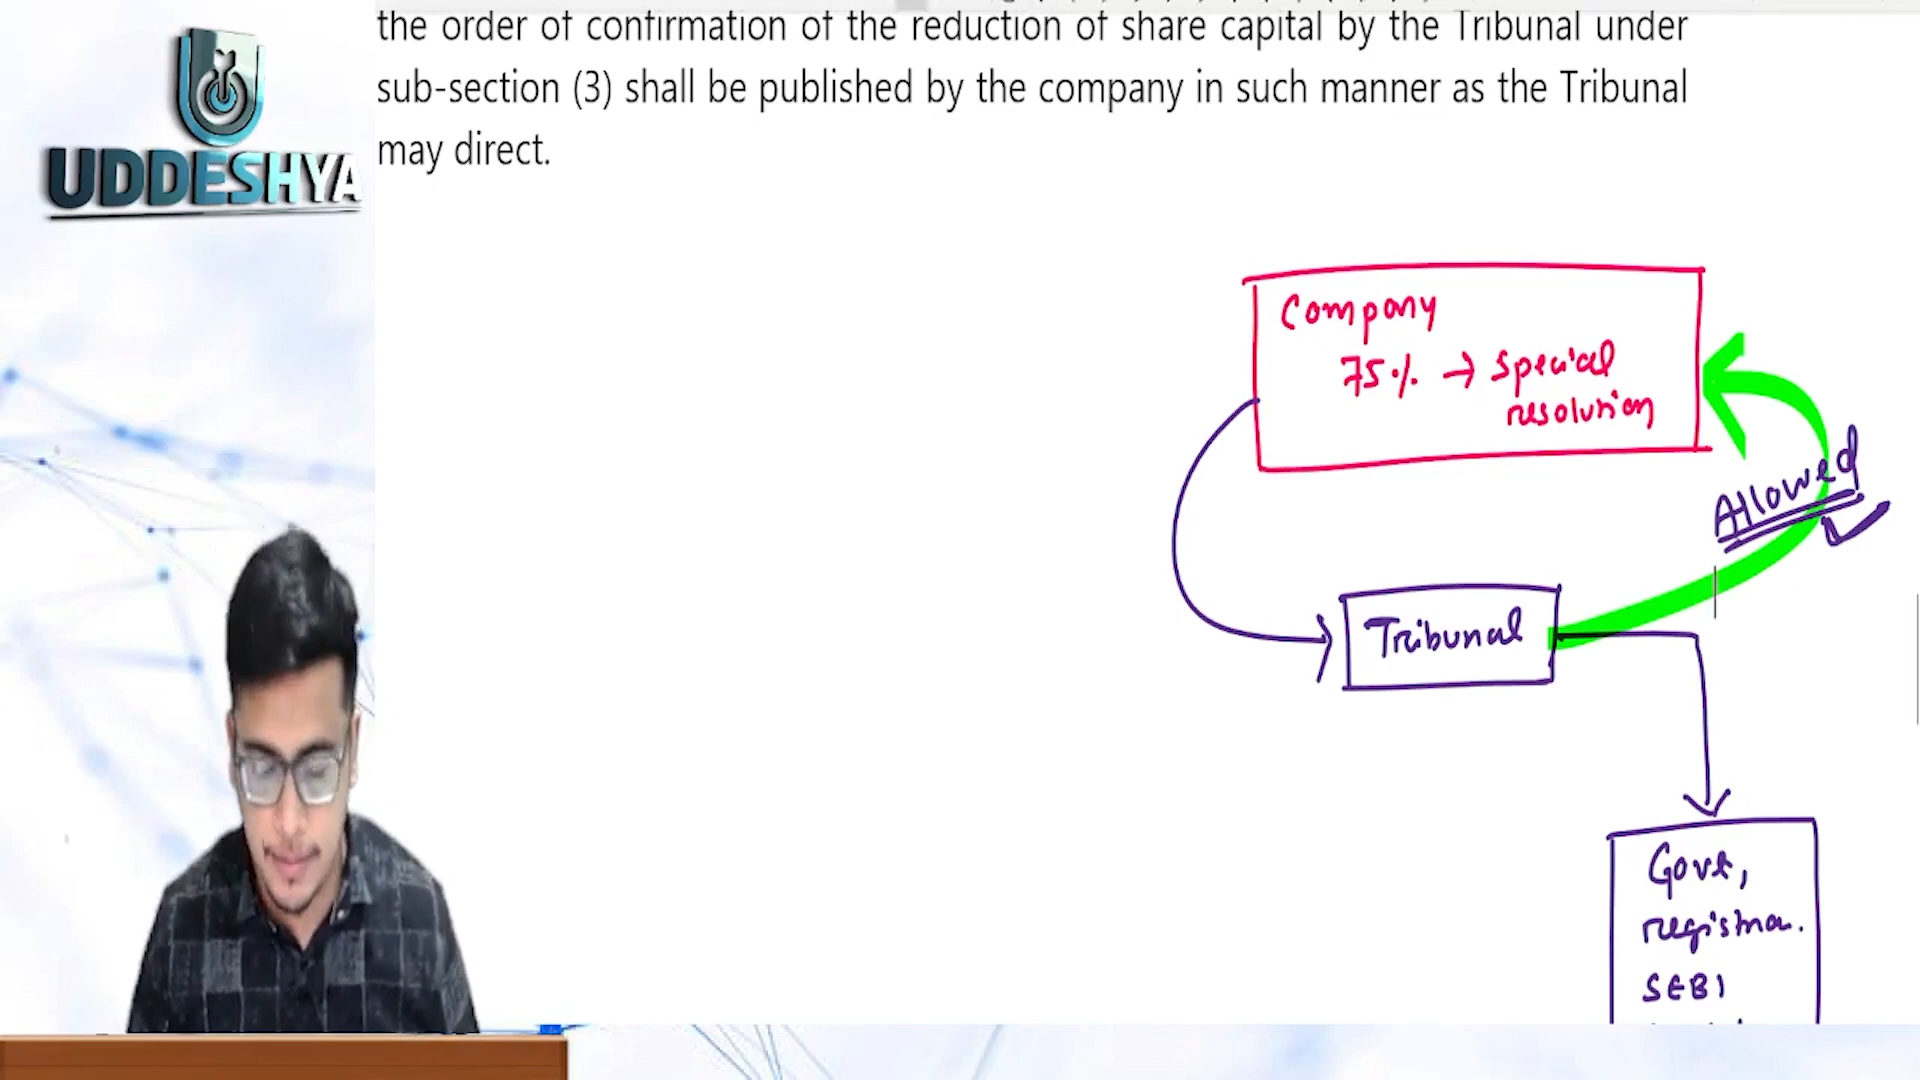 the order of confirmation of the reduction of share capital by the Tribunal under
sub-section (3) shall be published by the company in such manner as the Tribunal
may direct.
UDDESHYA
Company
75% → Special
resolution
Allowed
Tribunal
Govt,
SEBI